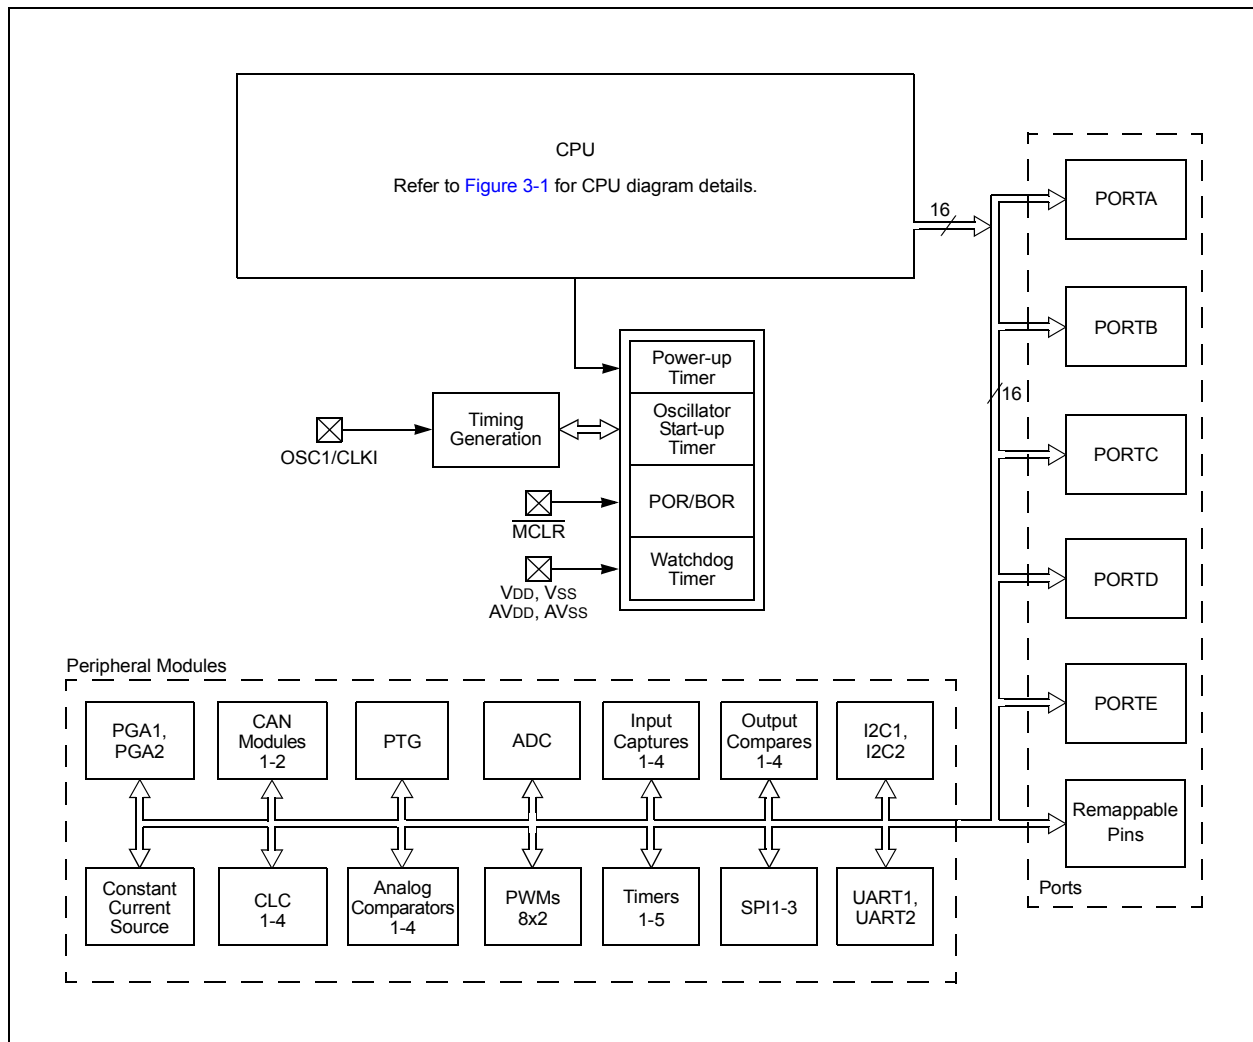 CPU
Refer to Figure 3-1 for CPU diagram details.
16
PORTA
PORTB
16
Power-up
Timer
Oscillator
Start-up
Timer
Timing
Generation
OSC1/CLKI
PORTC
POR/BOR
MCLR
Watchdog
Timer
VDD, VSS
AVDD, AVSS
PORTD
PORTE
Remappable
Pins
Ports
Peripheral Modules
PGA1,
PGA2
CAN
Modules
1-2
PTG
ADC
Input
Captures
1-4
Output
Compares
1-4
I2C1,
I2C2
Constant
Current
Source
CLC
1-4
Analog
Comparators
1-4
PWMs
8x2
Timers
1-5
SPI1-3
UART1,
UART2